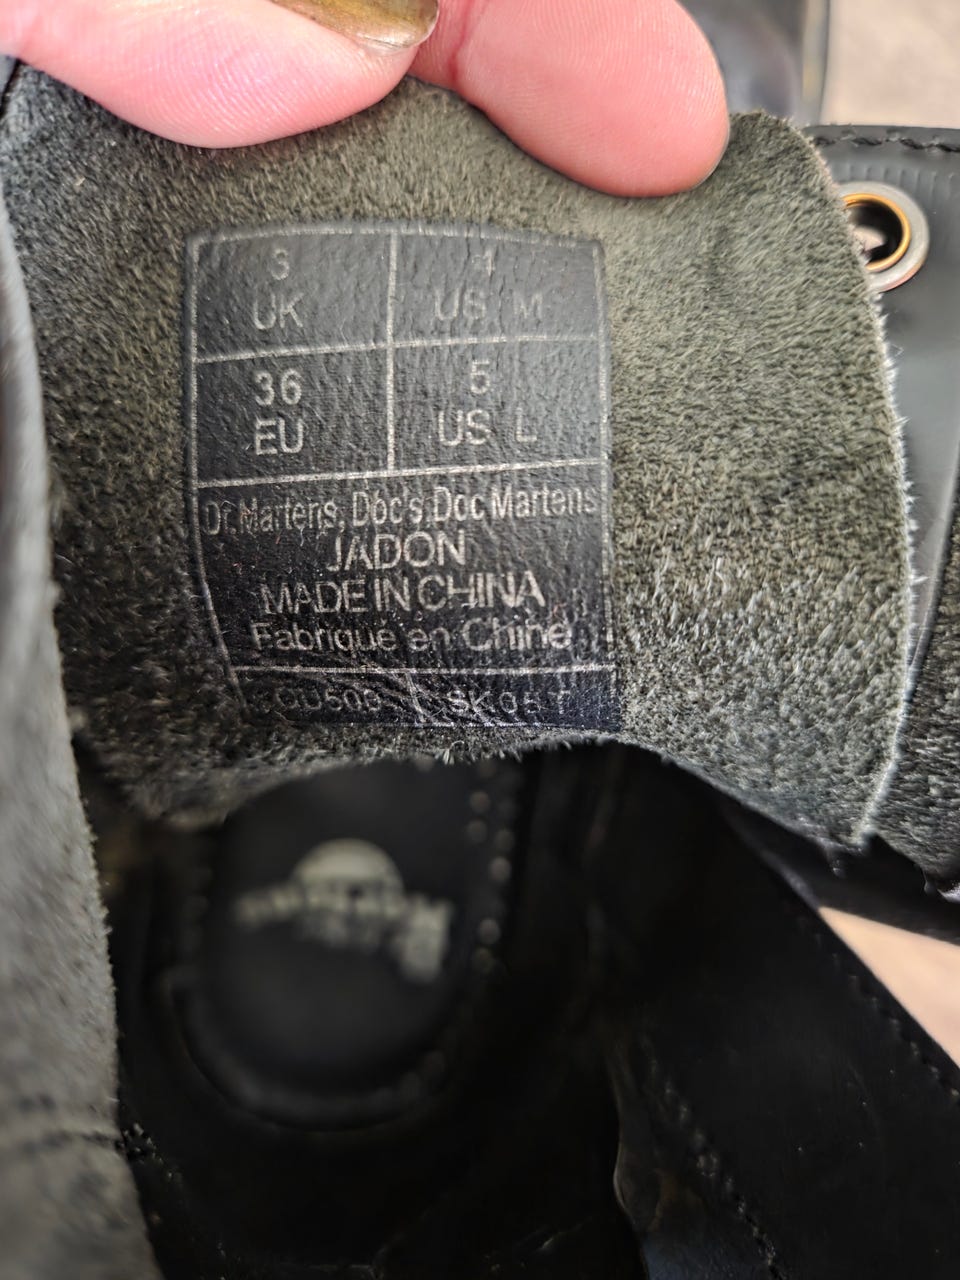 3
UK
4
US M
36
EU
5
US L
Dr. Martens, Doc's, Doc Martens
JADON
MADE IN CHINA
Fabriqué en Chine